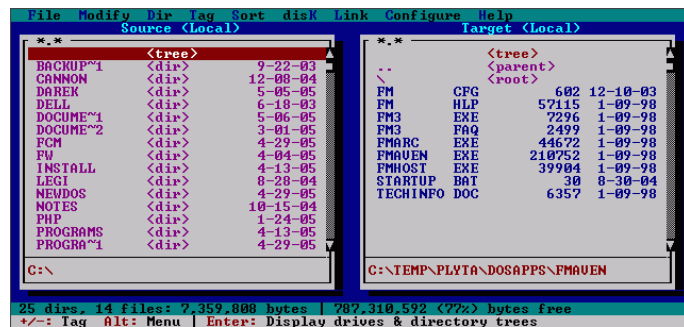 File Modify Dir Tag Sort disK Link Configure Help
Source (Local)
*.*
<tree>
BACKUP~1 <dir> 9-22-03
CANNON <dir> 12-08-04
DAREK <dir> 5-05-05
DELL <dir> 6-18-03
DOCUME~1 <dir> 5-06-05
DOCUME~2 <dir> 3-01-05
FCM <dir> 4-29-05
FW <dir> 4-04-05
INSTALL <dir> 4-13-05
LEGI <dir> 8-28-04
NEWDOS <dir> 4-29-05
NOTES <dir> 10-15-04
PHP <dir> 1-24-05
PROGRAMS <dir> 4-13-05
PROGRA~1 <dir> 4-29-05
C:\
Target (Local)
*.*
<tree>
.. <parent>
\ <root>
FM CFG 602 12-10-03
FM HLP 57115 1-09-98
FM3 EXE 7296 1-09-98
FM3 FAQ 2499 1-09-98
FMARC EXE 44672 1-09-98
FMAVEN EXE 210752 1-09-98
FMHOST EXE 39904 1-09-98
STARTUP BAT 30 8-30-04
TECHINFO DOC 6357 1-09-98
C:\TEMP\PLYTA\DOSAPPS\FMAVEN
25 dirs, 14 files: 7,359,808 bytes | 787,310,592 (77%) bytes free
+/-: Tag Alt: Menu | Enter: Display drives & directory trees